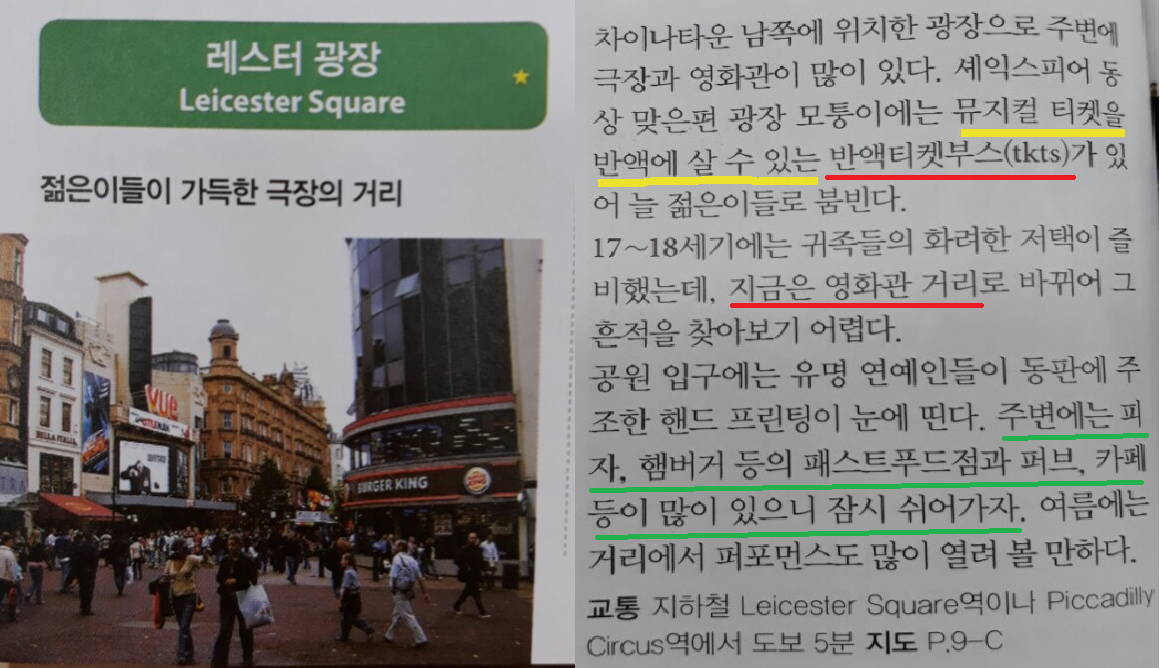 레스터 광장
Leicester Square
젊은이들이 가득한 극장의 거리
vue
BELLA ITALIA
BURGER KING
차이나타운 남쪽에 위치한 광장으로 주변에
극장과 영화관이 많이 있다. 셰익스피어 동
상 맞은편 광장 모퉁이에는 뮤지컬 티켓을
반액에 살 수 있는 반액티켓부스(tkts)가 있
어 늘 젊은이들로 붐빈다.
17~18세기에는 귀족들의 화려한 저택이 즐
비했는데, 지금은 영화관 거리로 바뀌어 그
흔적을 찾아보기 어렵다.
공원 입구에는 유명 연예인들이 동판에 주
조한 핸드 프린팅이 눈에 띤다. 주변에는 피
자, 햄버거 등의 패스트푸드점과 퍼브, 카페
등이 많이 있으니 잠시 쉬어가자. 여름에는
거리에서 퍼포먼스도 많이 열려 볼 만하다.
교통 지하철 Leicester Square역이나 Piccadilly
Circus역에서 도보 5분 지도 P.9-C